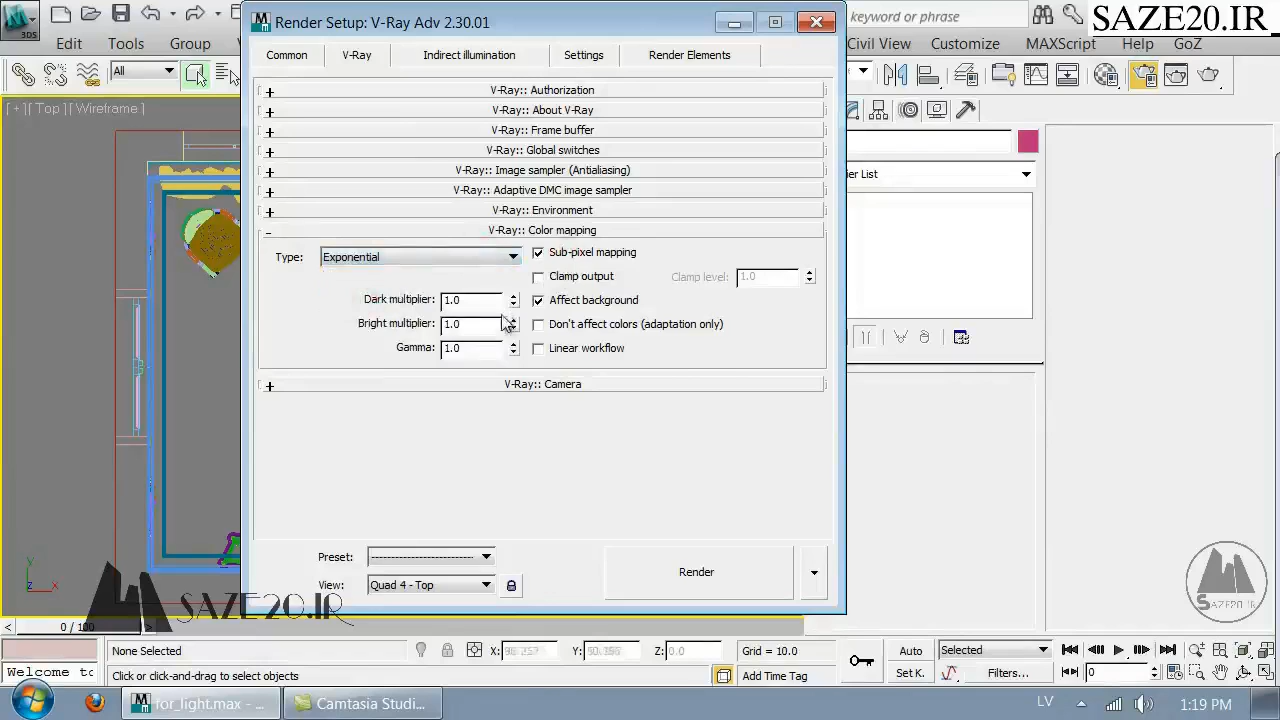 Render Setup: V-Ray Adv 2.30.01
keyword or phrase
SAZE20.IR
3DS
Edit
Tools
Group
Civil View
Customize
MAXScript
Help
GoZ
Common
V-Ray
Indirect illumination
Settings
Render Elements
All
[ + ] [ Top ] [ Wireframe ]
V-Ray:: Authorization
V-Ray:: About V-Ray
V-Ray:: Frame buffer
V-Ray:: Global switches
V-Ray:: Image sampler (Antialiasing)
V-Ray:: Adaptive DMC image sampler
V-Ray:: Environment
V-Ray:: Color mapping
ier List
Type:
Exponential
Sub-pixel mapping
Clamp output
Clamp level:
1.0
Dark multiplier:
1.0
Affect background
Bright multiplier:
1.0
Don't affect colors (adaptation only)
Gamma:
1.0
Linear workflow
V-Ray:: Camera
Preset:
View:
Quad 4 - Top
Render
SAZE20.IR
SAZE20.IR
0 / 100
None Selected
X:
Y:
Z:
0.0
Grid = 10.0
Auto
Selected
Welcome to
Click or click-and-drag to select objects
Add Time Tag
Set K.
Filters...
0
for_light.max -
Camtasia Studi...
LV
1:19 PM